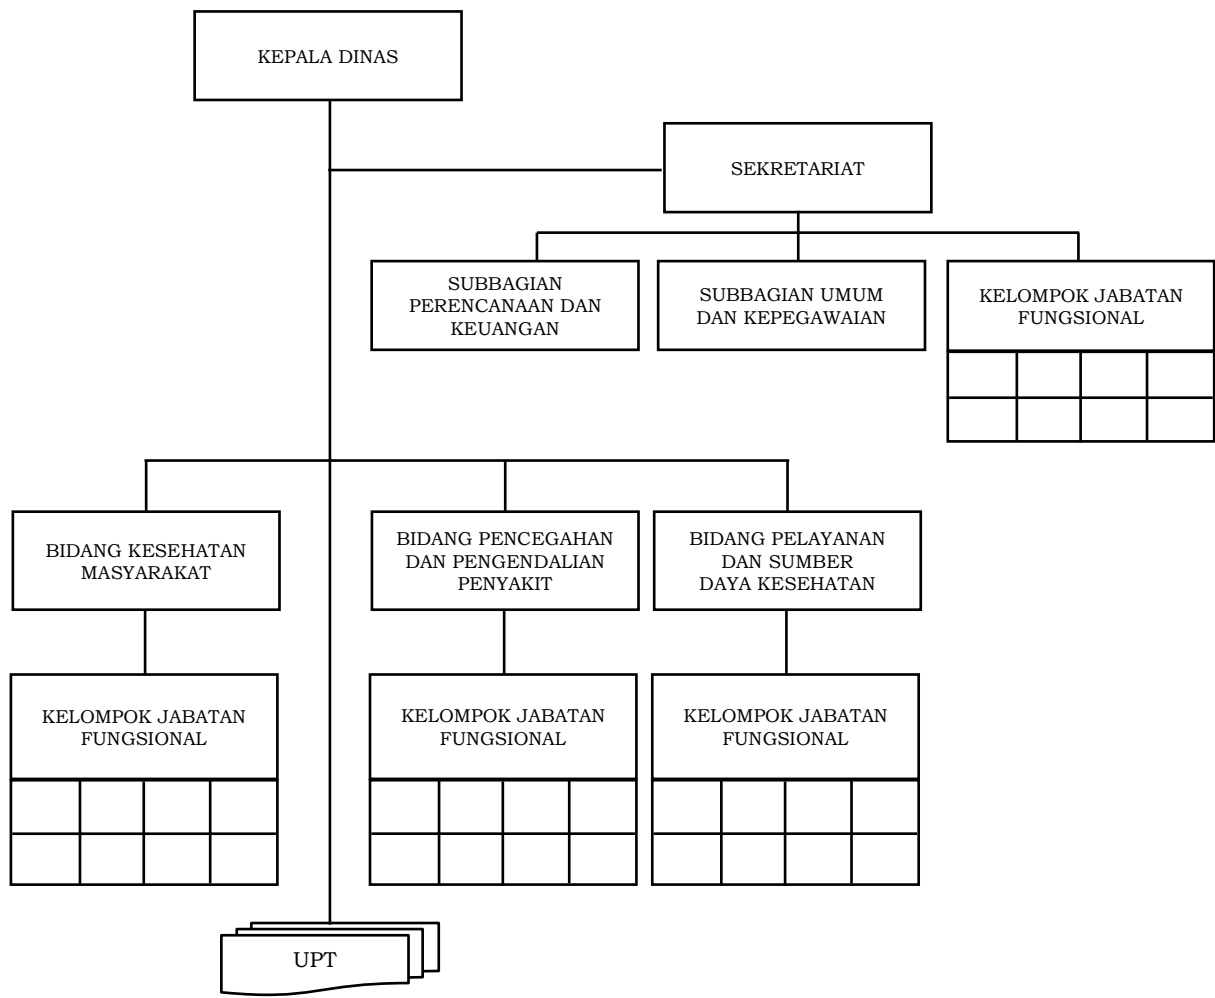 KEPALA DINAS
SEKRETARIAT
SUBBAGIAN
PERENCANAAN DAN
KEUANGAN
SUBBAGIAN UMUM
DAN KEPEGAWAIAN
KELOMPOK JABATAN
FUNGSIONAL
BIDANG KESEHATAN
MASYARAKAT
BIDANG PENCEGAHAN
DAN PENGENDALIAN
PENYAKIT
BIDANG PELAYANAN
DAN SUMBER
DAYA KESEHATAN
KELOMPOK JABATAN
FUNGSIONAL
KELOMPOK JABATAN
FUNGSIONAL
KELOMPOK JABATAN
FUNGSIONAL
UPT